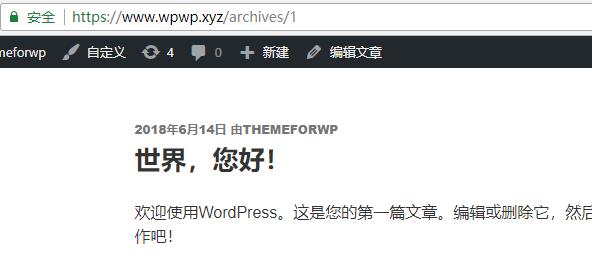 安全 | https://www.wpwp.xyz/archives/1
meforwp 自定义 4 0 新建 编辑文章
2018年6月14日 由THEMEFORWP
世界，您好！
欢迎使用WordPress。这是您的第一篇文章。编辑或删除它，然后
作吧！